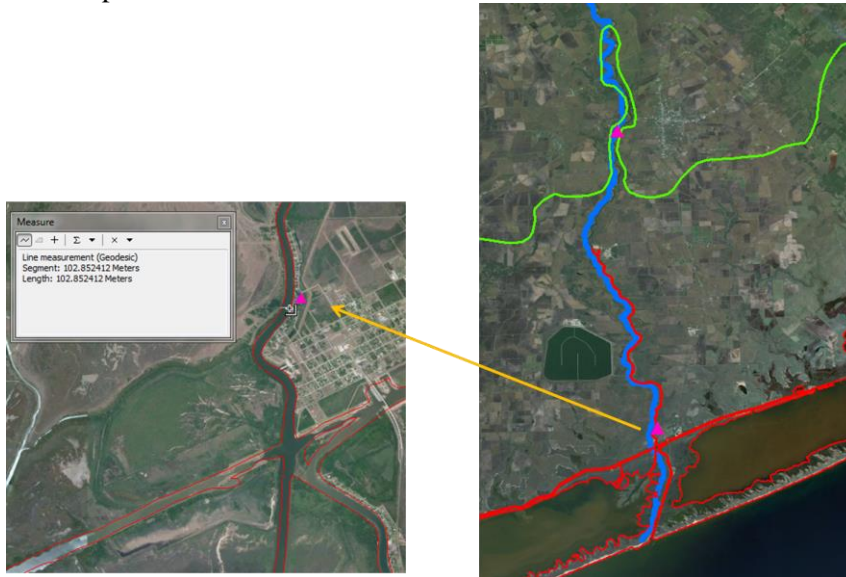 Measure
Line measurement (Geodesic)
Segment: 102.852412 Meters
Length: 102.852412 Meters